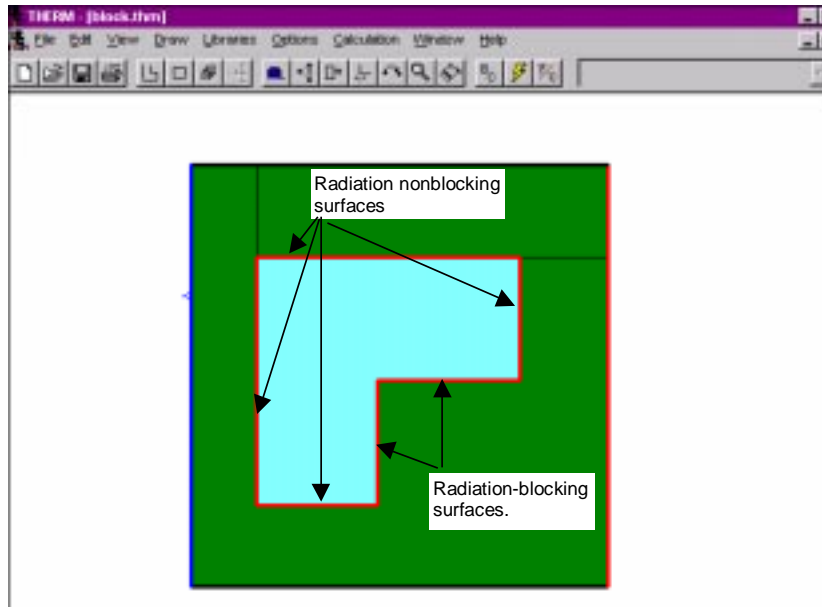 THERM - [block.thm]
File Edit View Draw Libraries Options Calculation Window Help
Radiation nonblocking
surfaces
Radiation-blocking
surfaces.